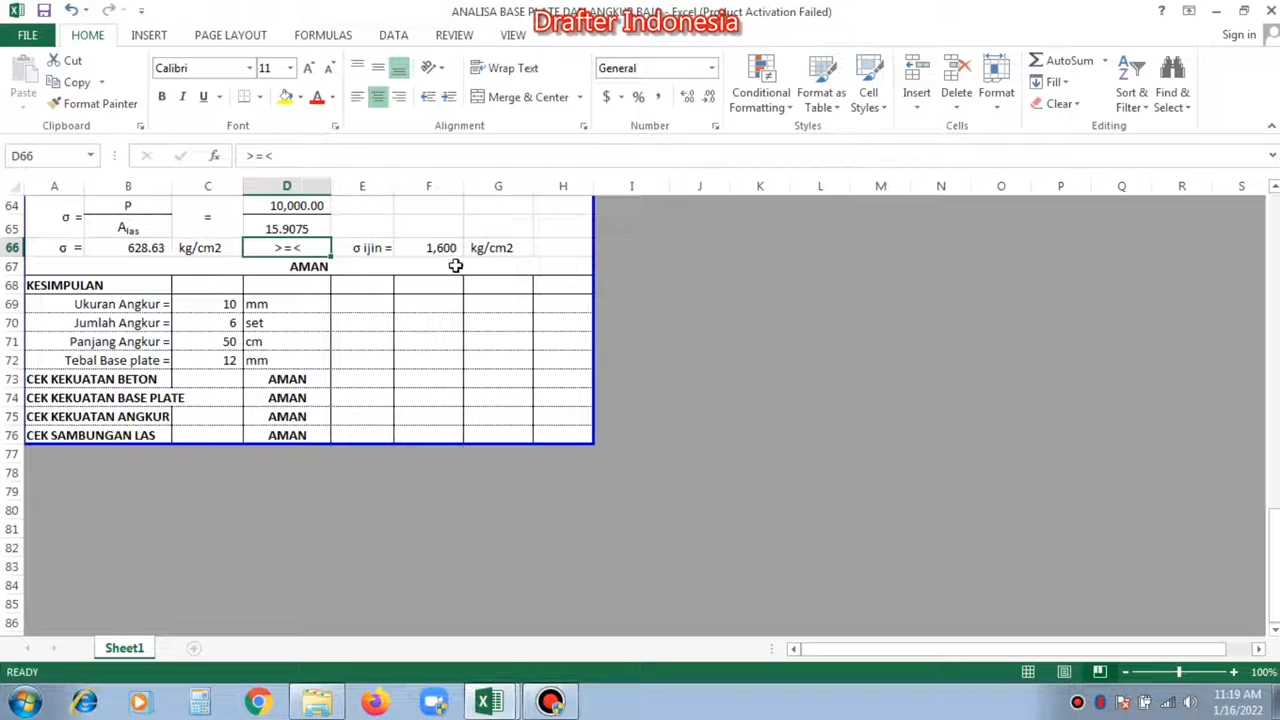 ANALISA BASE PLATE DAN ANGKUR BAJA - Excel (Product Activation Failed)
Drafter Indonesia
FILE HOME INSERT PAGE LAYOUT FORMULAS DATA REVIEW VIEW Sign in
Paste Cut Copy Format Painter Clipboard
Calibri 11 B I U A A A Font
Wrap Text Merge & Center Alignment
General $ % , Number
Conditional Formatting Format as Table Cell Styles Styles
Insert Delete Format Cells
AutoSum Fill Clear Sort & Filter Find & Select Editing
D66 fx >=<
A B C D E F G H I J K L M N O P Q R S
64 P 10,000.00
σ = =
65 Alas 15.9075
66 σ = 628.63 kg/cm2 >=< σ ijin = 1,600 kg/cm2
67 AMAN
68 KESIMPULAN
69 Ukuran Angkur = 10 mm
70 Jumlah Angkur = 6 set
71 Panjang Angkur = 50 cm
72 Tebal Base plate = 12 mm
73 CEK KEKUATAN BETON AMAN
74 CEK KEKUATAN BASE PLATE AMAN
75 CEK KEKUATAN ANGKUR AMAN
76 CEK SAMBUNGAN LAS AMAN
77
78
79
80
81
82
83
84
85
86
Sheet1
READY 100%
11:19 AM
1/16/2022